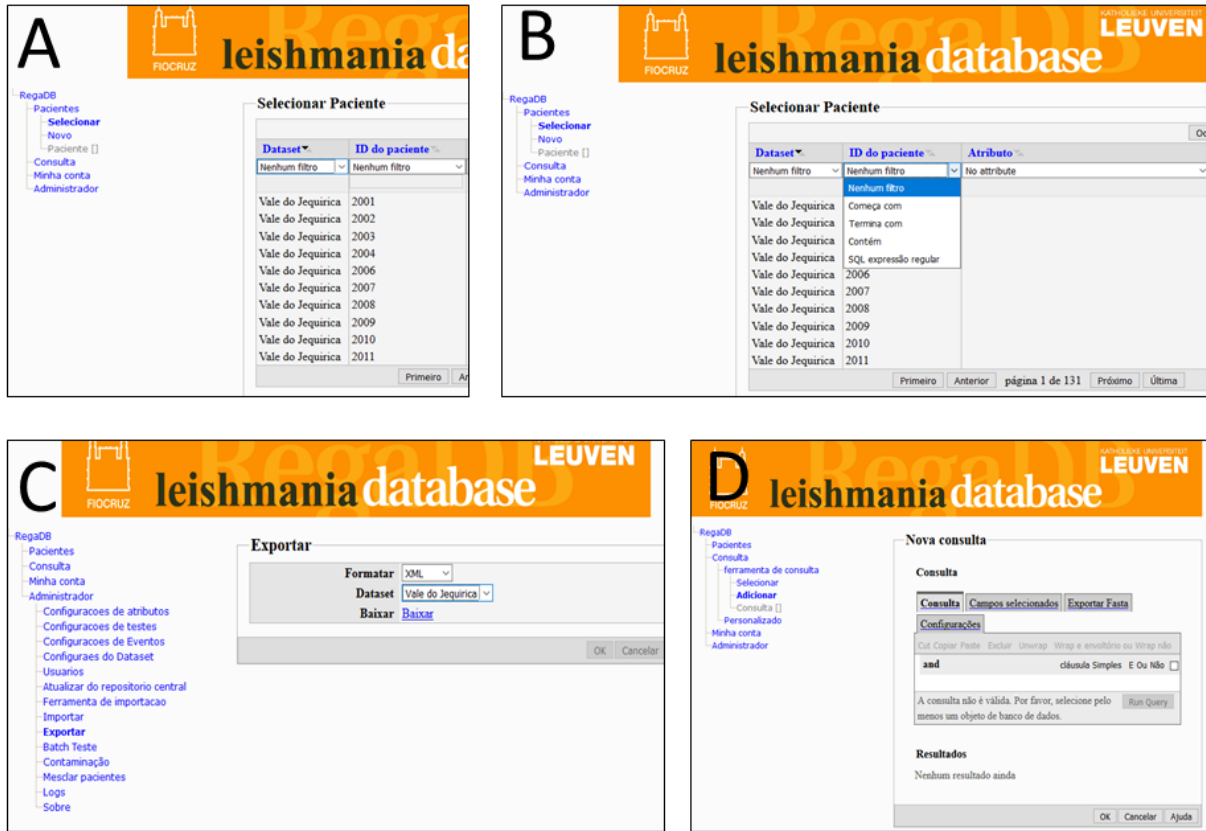 A
FIOCRUZ
leishmania da
RegaDB
Pacientes
Selecionar
Novo
Paciente []
Consulta
Minha conta
Administrador
Selecionar Paciente
Dataset ID do paciente
Nenhum filtro Nenhum filtro
Vale do Jequirica 2001
Vale do Jequirica 2002
Vale do Jequirica 2003
Vale do Jequirica 2004
Vale do Jequirica 2006
Vale do Jequirica 2007
Vale do Jequirica 2008
Vale do Jequirica 2009
Vale do Jequirica 2010
Vale do Jequirica 2011
Primeiro
B
FIOCRUZ
KATHOLIEKE UNIVERSITEIT
LEUVEN
leishmania database
RegaDB
Pacientes
Selecionar
Novo
Paciente []
Consulta
Minha conta
Administrador
Selecionar Paciente
Dataset ID do paciente Atributo
Nenhum filtro Nenhum filtro No attribute
Nenhum filtro
Vale do Jequirica Começa com
Vale do Jequirica Termina com
Vale do Jequirica Contém
Vale do Jequirica SQL expressão regular
Vale do Jequirica 2006
Vale do Jequirica 2007
Vale do Jequirica 2008
Vale do Jequirica 2009
Vale do Jequirica 2010
Vale do Jequirica 2011
Primeiro Anterior página 1 de 131 Próximo Última
C
FIOCRUZ
RegaDB
LEUVEN
leishmania database
RegaDB
Pacientes
Consulta
Minha conta
Administrador
Configuracoes de atributos
Configuracoes de testes
Configuracoes de Eventos
Configuraes do Dataset
Usuarios
Atualizar do repositorio central
Ferramenta de importacao
Importar
Exportar
Batch Teste
Contaminação
Mesclar pacientes
Logs
Sobre
Exportar
Formatar XML
Dataset Vale do Jequirica
Baixar Baixar
OK Cancelar
D
FIOCRUZ
RegaDB
KATHOLIEKE UNIVERSITEIT
LEUVEN
leishmania database
RegaDB
Pacientes
Consulta
ferramenta de consulta
Selecionar
Adicionar
Consulta []
Personalizado
Minha conta
Administrador
Nova consulta
Consulta
Consulta Campos selecionados Exportar Fasta
Configurações
Cut Copiar Paste Excluir Unwrap Wrap e envoltório ou Wrap não
and cláusula Simples E Ou Não
A consulta não é válida. Por favor, selecione pelo Run Query
menos um objeto de banco de dados.
Resultados
Nenhum resultado ainda
OK Cancelar Ajuda